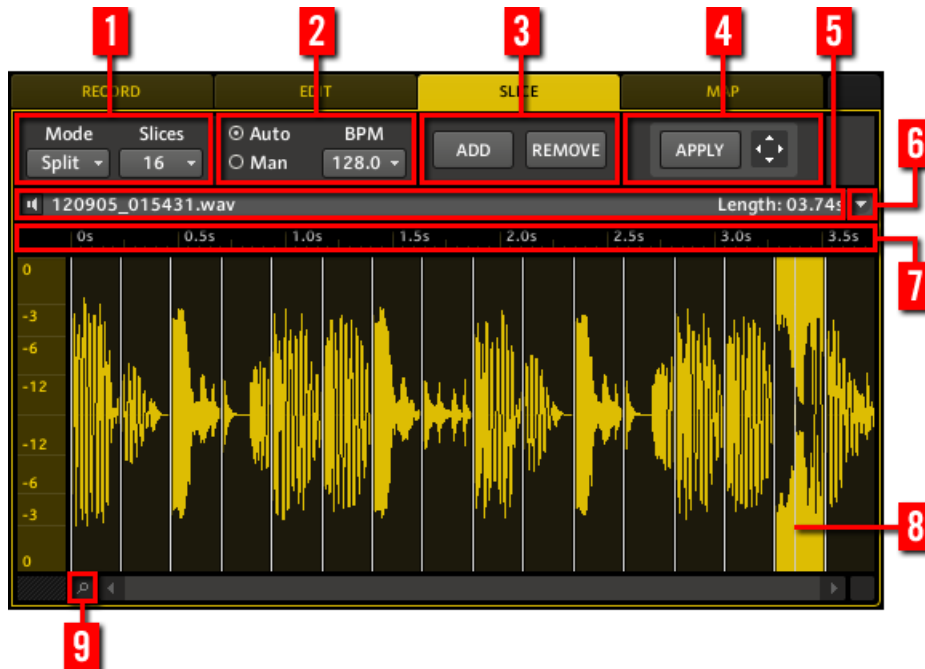 1 2 3 4 5
RECORD EDIT SLICE MAP
Mode Slices Auto BPM
Split 16 Man 128.0 ADD REMOVE APPLY
6
120905_015431.wav Length: 03.74s
0s 0.5s 1.0s 1.5s 2.0s 2.5s 3.0s 3.5s
7
0
-3
-6
-12
-12
-6
-3
8
0
9